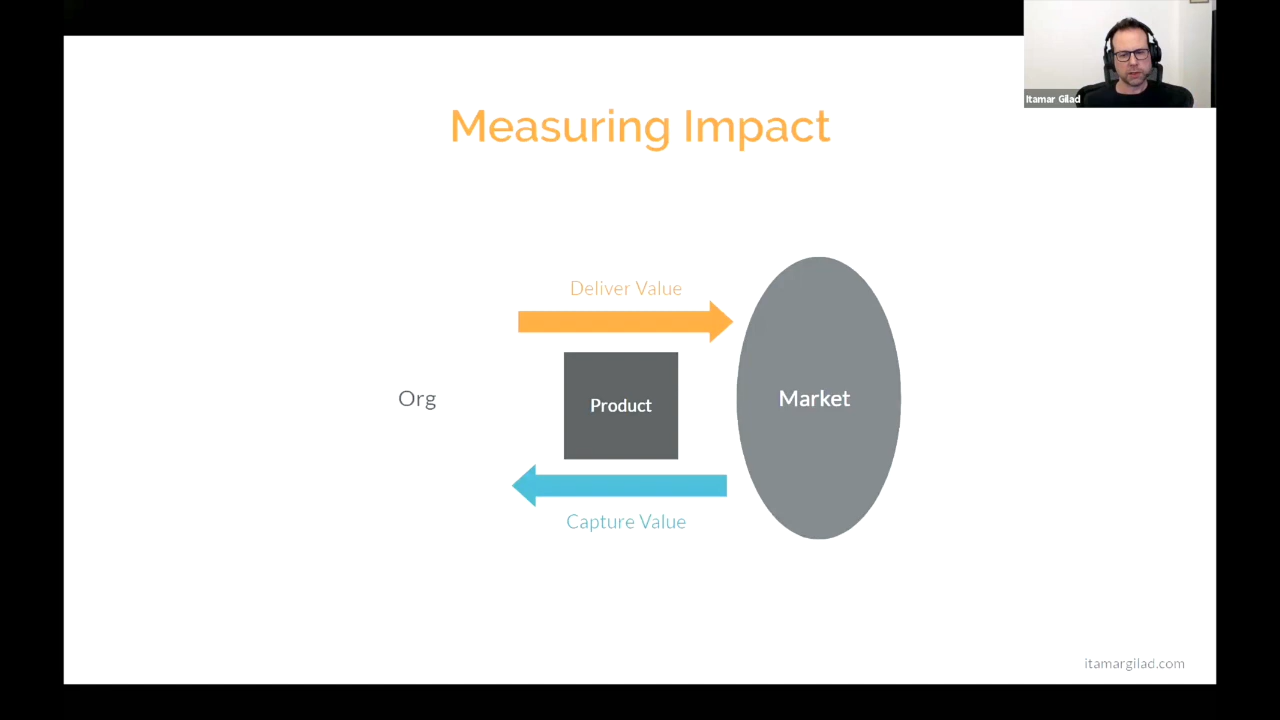 Itamar Gilad
Measuring Impact
Deliver Value
Org
Product
Market
Capture Value
itamargilad.com